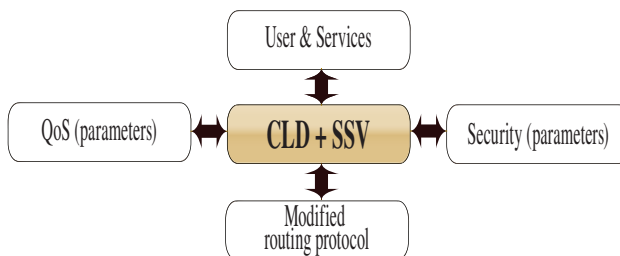 User & Services
QoS (parameters)
CLD + SSV
Security (parameters)
Modified
routing protocol